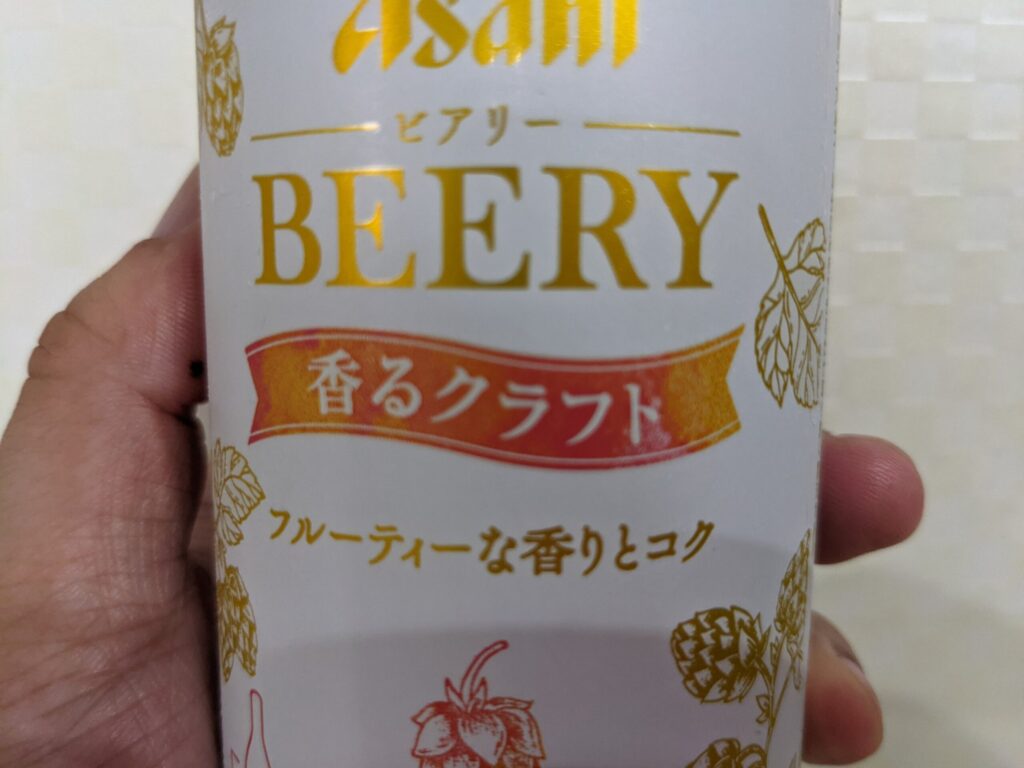 Asahi
ビアリー
BEERY
香るクラフト
フルーティーな香りとコク